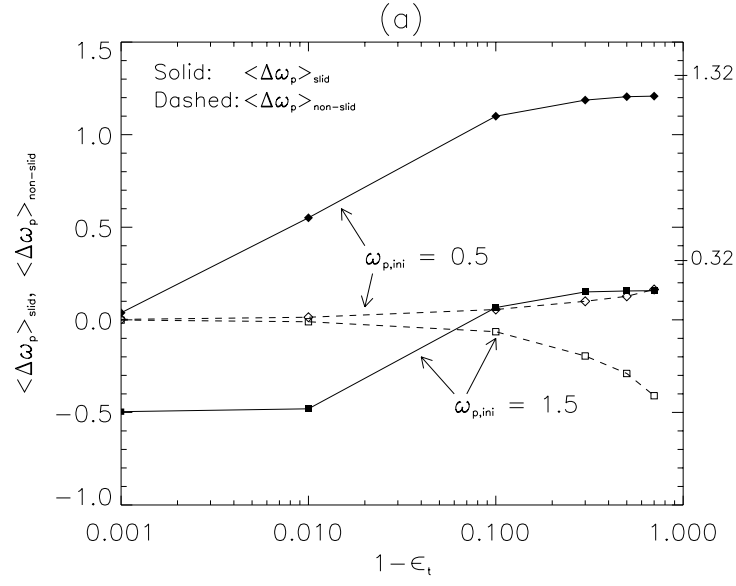 (a)
1.5
1.0
0.5
0.0
−0.5
−1.0
<Δω_p>_slid, <Δω_p>_non−slid
Solid: <Δω_p>_slid
Dashed: <Δω_p>_non−slid
1.32
0.32
ω_p,ini = 0.5
ω_p,ini = 1.5
0.001
0.010
0.100
1.000
1−ϵ_t